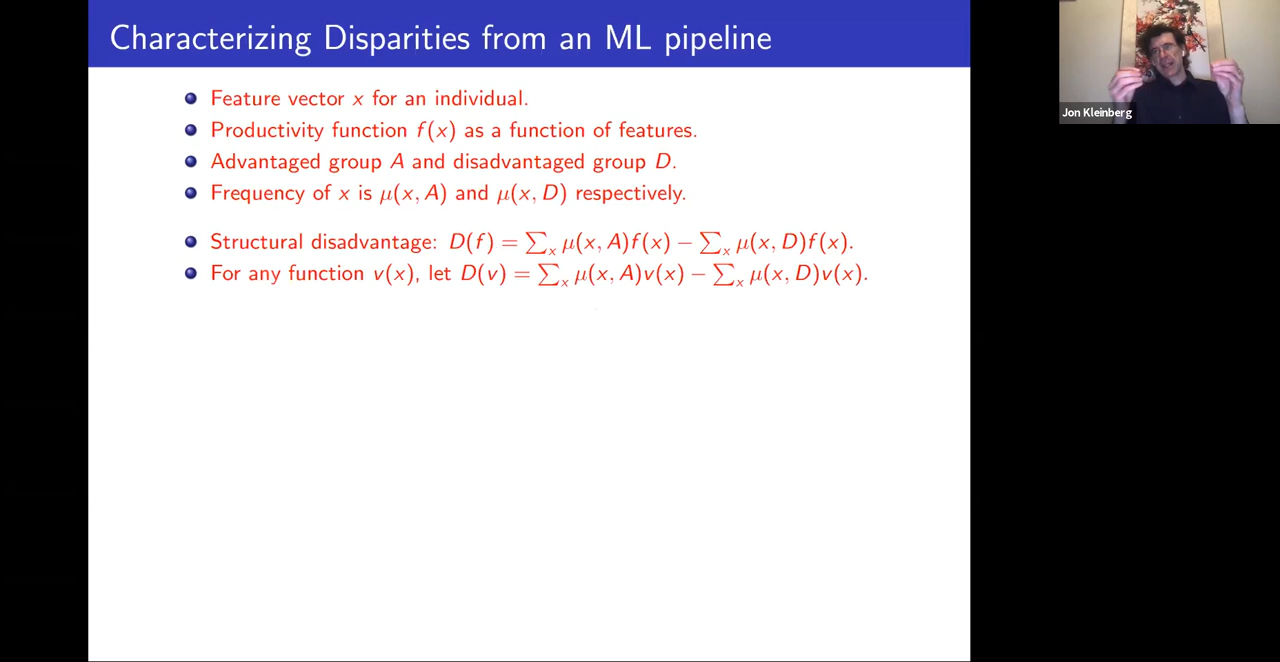 Characterizing Disparities from an ML pipeline
Feature vector x for an individual.
Productivity function f(x) as a function of features.
Advantaged group A and disadvantaged group D.
Frequency of x is μ(x, A) and μ(x, D) respectively.
Structural disadvantage: D(f) = ∑ₓ μ(x, A)f(x) − ∑ₓ μ(x, D)f(x).
For any function v(x), let D(v) = ∑ₓ μ(x, A)v(x) − ∑ₓ μ(x, D)v(x).
Jon Kleinberg